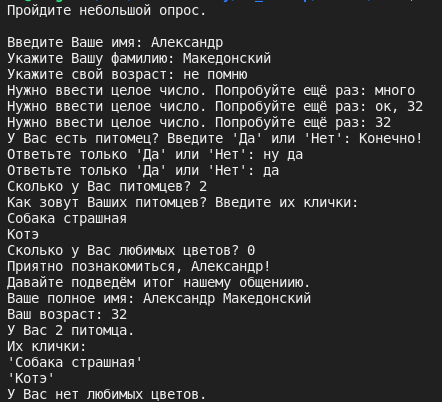 Пройдите небольшой опрос.
Введите Ваше имя: Александр
Укажите Вашу фамилию: Македонский
Укажите свой возраст: не помню
Нужно ввести целое число. Попробуйте ещё раз: много
Нужно ввести целое число. Попробуйте ещё раз: ок, 32
Нужно ввести целое число. Попробуйте ещё раз: 32
У Вас есть питомец? Введите 'Да' или 'Нет': Конечно!
Ответьте только 'Да' или 'Нет': ну да
Ответьте только 'Да' или 'Нет': да
Сколько у Вас питомцев? 2
Как зовут Ваших питомцев? Введите их клички:
Собака страшная
Котэ
Сколько у Вас любимых цветов? 0
Приятно познакомиться, Александр!
Давайте подведём итог нашему общениию.
Ваше полное имя: Александр Македонский
Ваш возраст: 32
У Вас 2 питомца.
Их клички:
'Собака страшная'
'Котэ'
У Вас нет любимых цветов.